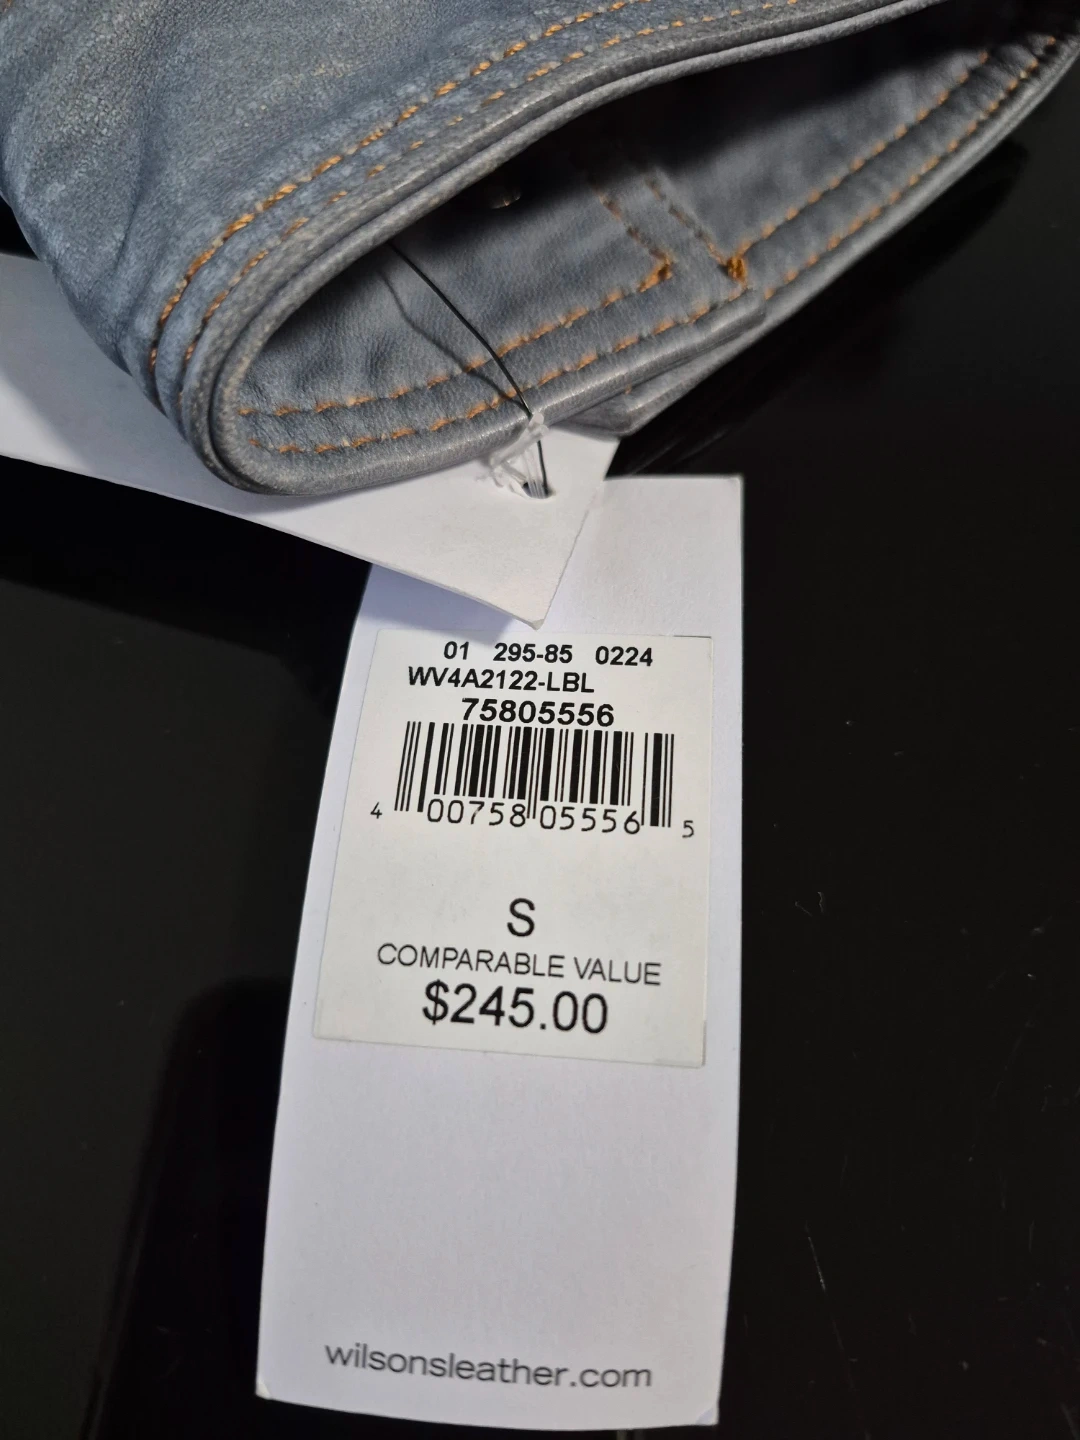 01 295-85 0224
WV4A2122-LBL
75805556
4 00758 05556 5
S
COMPARABLE VALUE
$245.00
wilsonsleather.com